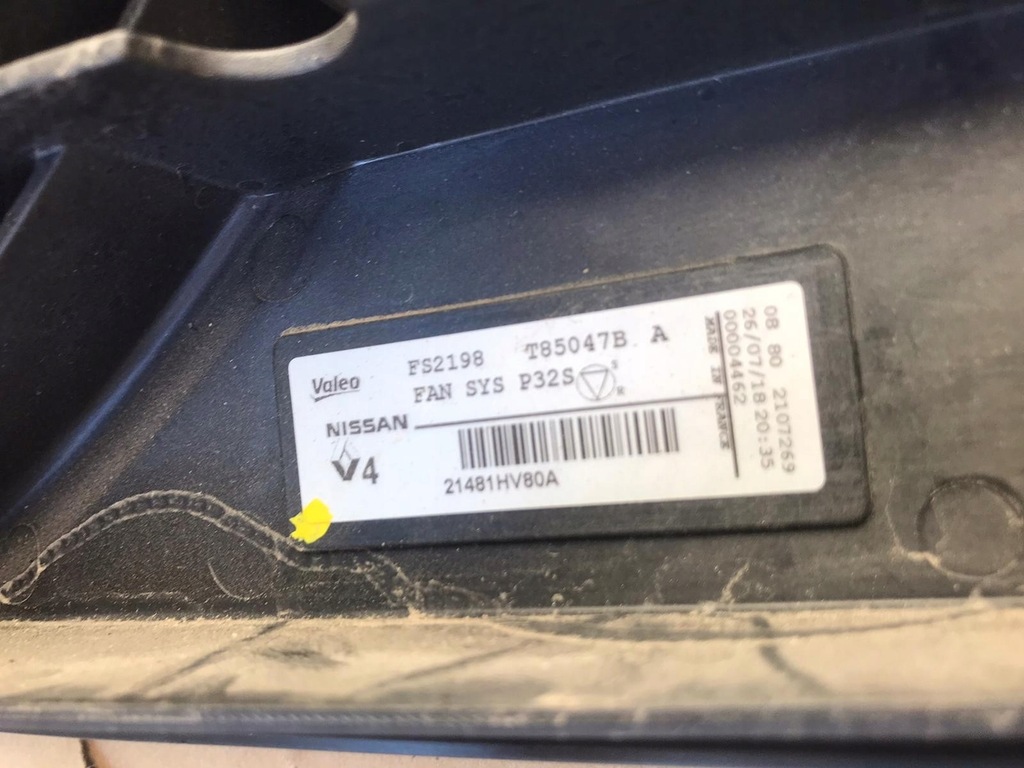 Valeo
FS2198 T85047B A
FAN SYS P32S
S
R
NISSAN
V4
21481HV80A
MADE IN FRANCE
00004462
26/07/18 20:35
08 80 2107269